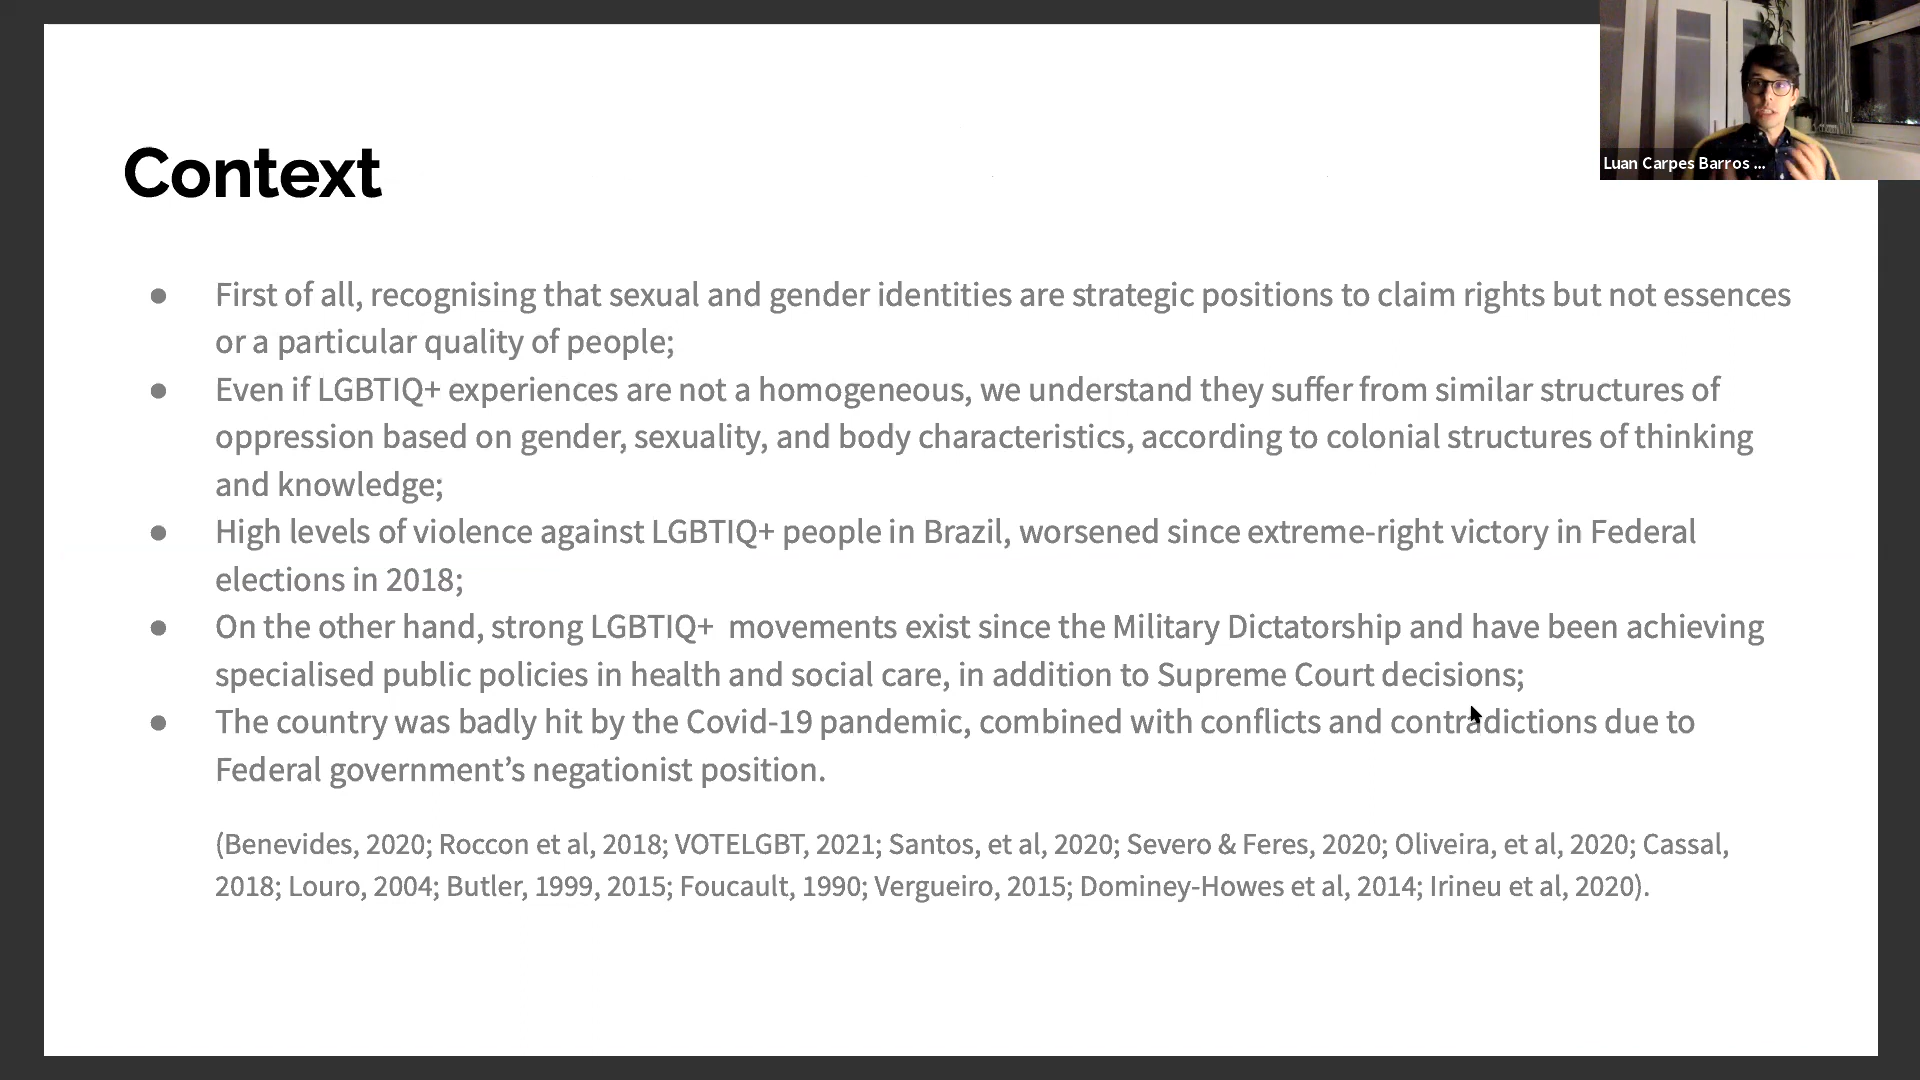 Luan Carpes Barros ...
Context
● First of all, recognising that sexual and gender identities are strategic positions to claim rights but not essences
or a particular quality of people;
● Even if LGBTIQ+ experiences are not a homogeneous, we understand they suffer from similar structures of
oppression based on gender, sexuality, and body characteristics, according to colonial structures of thinking
and knowledge;
● High levels of violence against LGBTIQ+ people in Brazil, worsened since extreme-right victory in Federal
elections in 2018;
● On the other hand, strong LGBTIQ+  movements exist since the Military Dictatorship and have been achieving
specialised public policies in health and social care, in addition to Supreme Court decisions;
● The country was badly hit by the Covid-19 pandemic, combined with conflicts and contradictions due to
Federal government’s negationist position.
(Benevides, 2020; Roccon et al, 2018; VOTELGBT, 2021; Santos, et al, 2020; Severo & Feres, 2020; Oliveira, et al, 2020; Cassal,
2018; Louro, 2004; Butler, 1999, 2015; Foucault, 1990; Vergueiro, 2015; Dominey-Howes et al, 2014; Irineu et al, 2020).